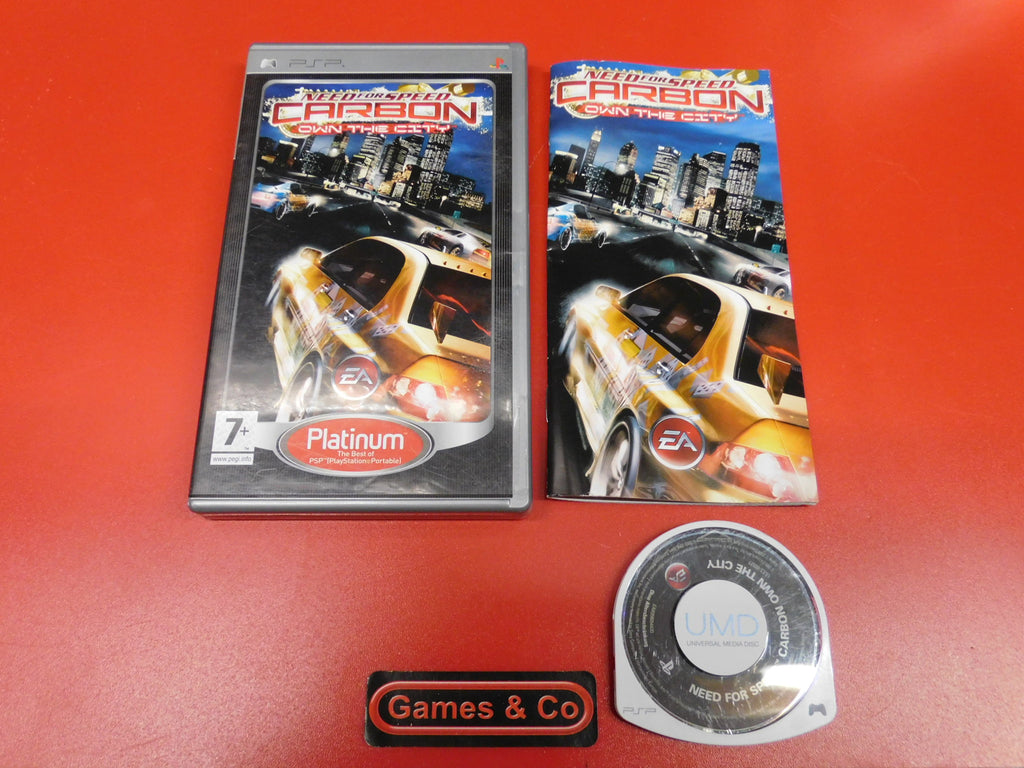 PSP
NEED FOR SPEED
CARBON
OWN THE CITY
EA
7+
www.pegi.info
Platinum
The Best of
PSP™(PlayStation®Portable)
NEED FOR SPEED
CARBON
OWN THE CITY
EA
EA
UMD
UNIVERSAL MEDIA DISC
NEED FOR SPEED CARBON OWN THE CITY
PSP
Games & Co